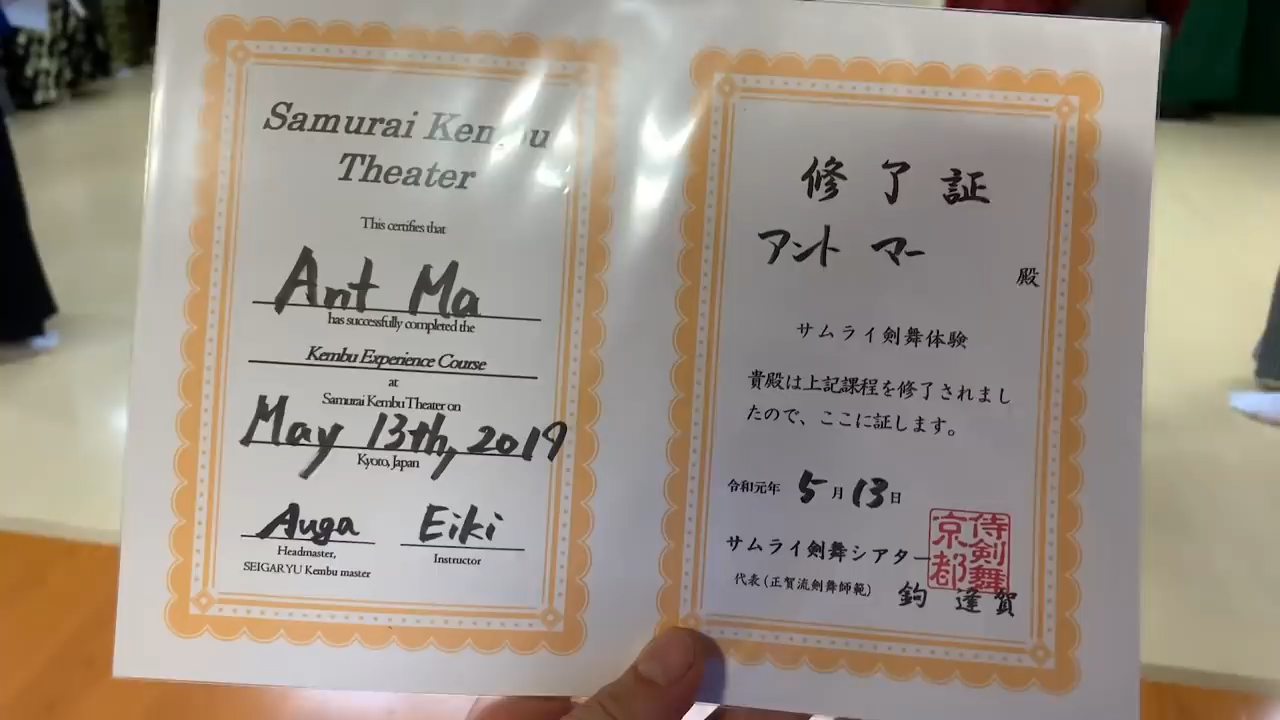 Samurai Kembu
Theater
This certifies that
Ant Ma
has successfully completed the
Kembu Experience Course
at
Samurai Kembu Theater on
May 13th, 2019
Kyoto, Japan
Auga Eiki
Headmaster, Instructor
SEIGARYU Kembu master
修了証
アント マー
殿
サムライ剣舞体験
貴殿は上記課程を修了されまし
たので、ここに証します。
令和元年 5月13日
サムライ剣舞シアター
代表(正賀流剣舞師範) 鉤 逢賀
侍剣舞
京都